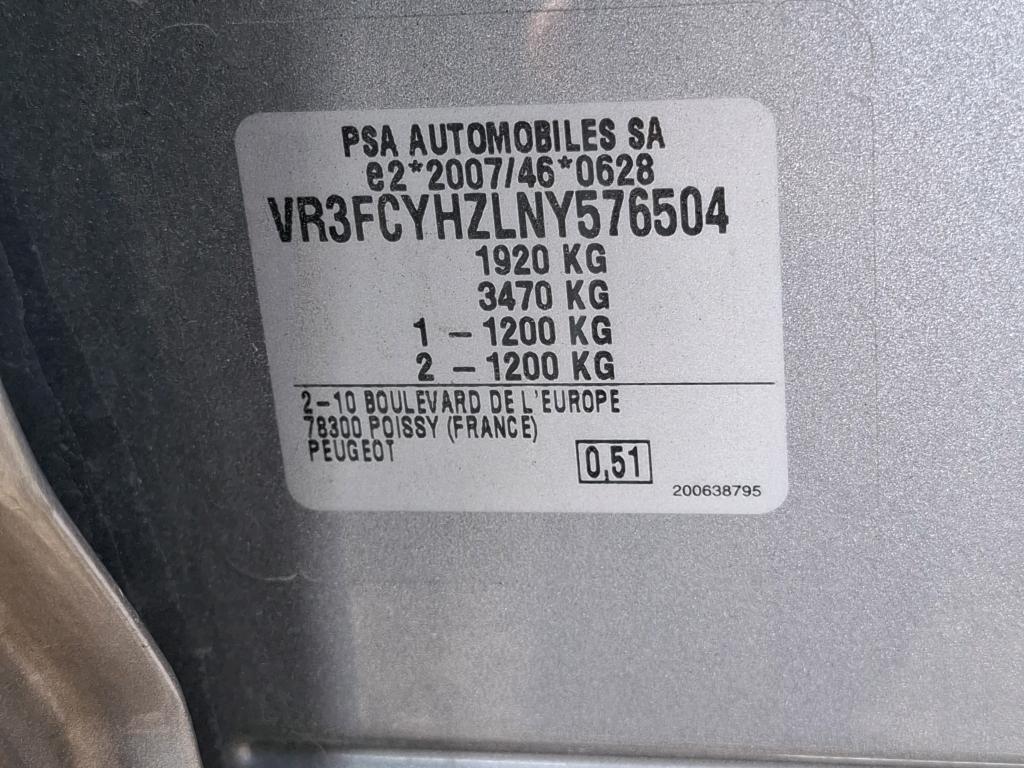 PSA AUTOMOBILES SA
e2*2007/46*0628
VR3FCYHZLNY576504
1920 KG
3470 KG
1 – 1200 KG
2 – 1200 KG
2-10 BOULEVARD DE L'EUROPE
78300 POISSY (FRANCE)
PEUGEOT
0,51
200638795